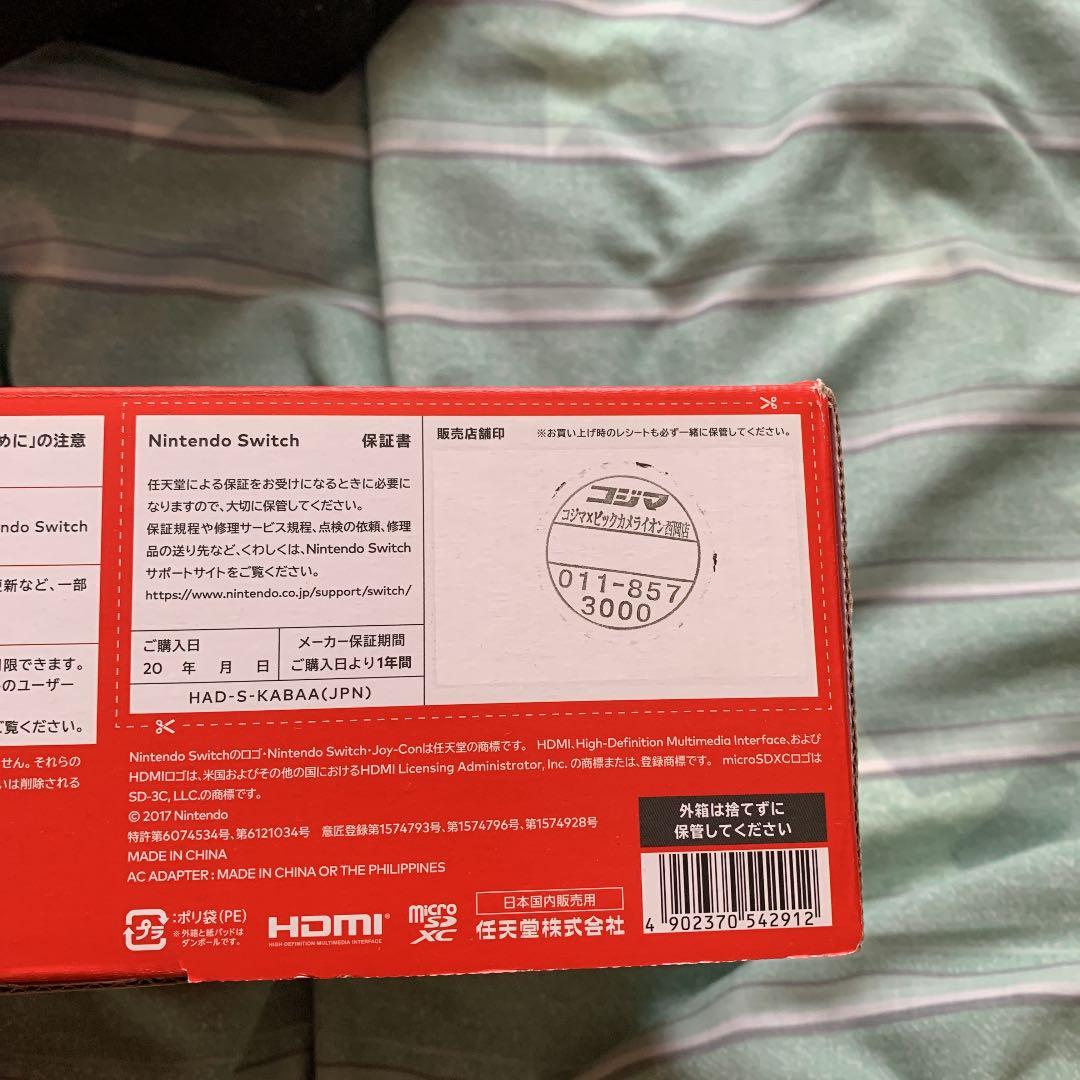 めに」の注意
ndo Switch
更新など、一部
限できます。
のユーザー
ご覧ください。
せん。それらの
いは削除される
Nintendo Switch 保証書
任天堂による保証をお受けになるときに必要に
なりますので、大切に保管してください。
保証規程や修理サービス規程、点検の依頼、修理
品の送り先など、くわしくは、Nintendo Switch
サポートサイトをご覧ください。
https://www.nintendo.co.jp/support/switch/
ご購入日
20 年 月 日
メーカー保証期間
ご購入日より1年間
HAD-S-KABAA(JPN)
販売店舗印 ※お買い上げ時のレシートも必ず一緒に保管してください。
コジマ
コジマ×ビックカメライオン西岡店
011-857
3000
Nintendo Switchのロゴ・Nintendo Switch・Joy-Conは任天堂の商標です。 HDMI、High-Definition Multimedia Interface、および
HDMIロゴは、米国およびその他の国におけるHDMI Licensing Administrator, Inc. の商標または、登録商標です。 microSDXCロゴは
SD-3C, LLC.の商標です。
© 2017 Nintendo
特許第6074534号、第6121034号 意匠登録第1574793号、第1574796号、第1574928号
MADE IN CHINA
AC ADAPTER : MADE IN CHINA OR THE PHILIPPINES
プラ
:ポリ袋(PE)
※外箱と紙パッドは
ダンボールです。
HDMI®
HIGH-DEFINITION MULTIMEDIA INTERFACE
micro
SD
XC
日本国内販売用
任天堂株式会社
外箱は捨てずに
保管してください
4 902370 542912